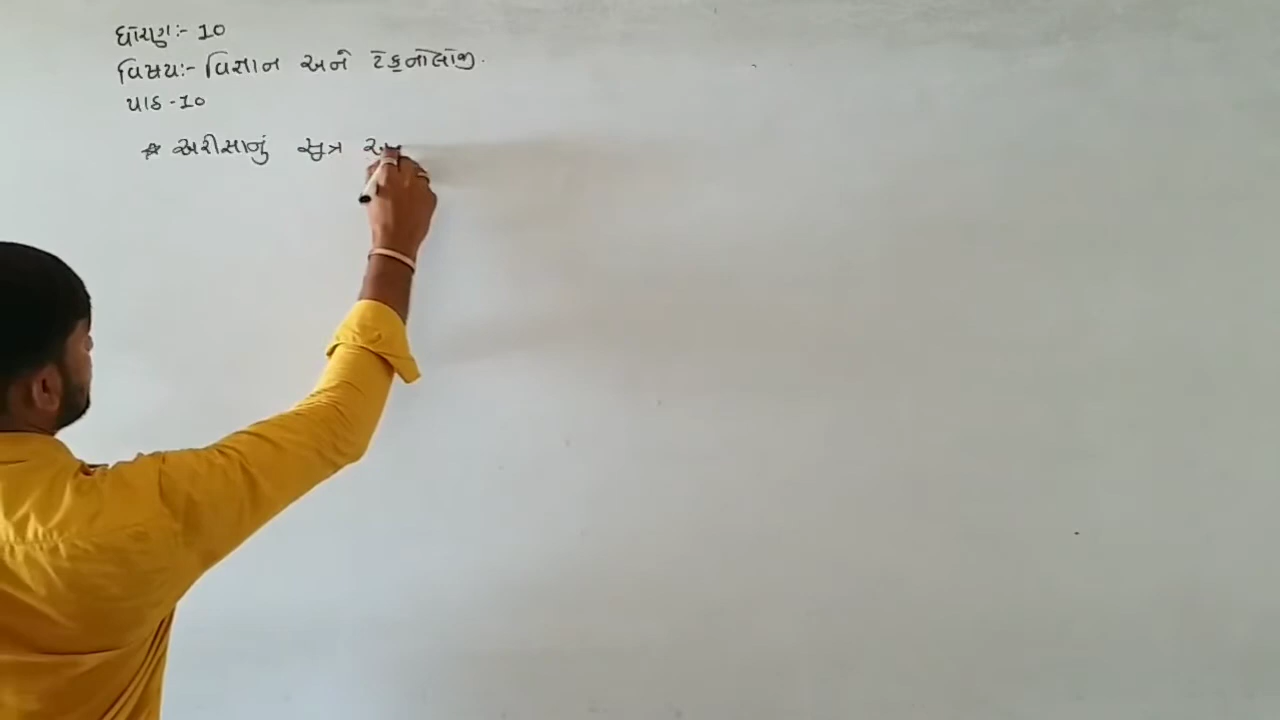 ધોરણ:- 10
વિષય:- વિજ્ઞાન અને ટેકનોલોજી.
પાઠ - 10
* અરીસાનું સુત્ર